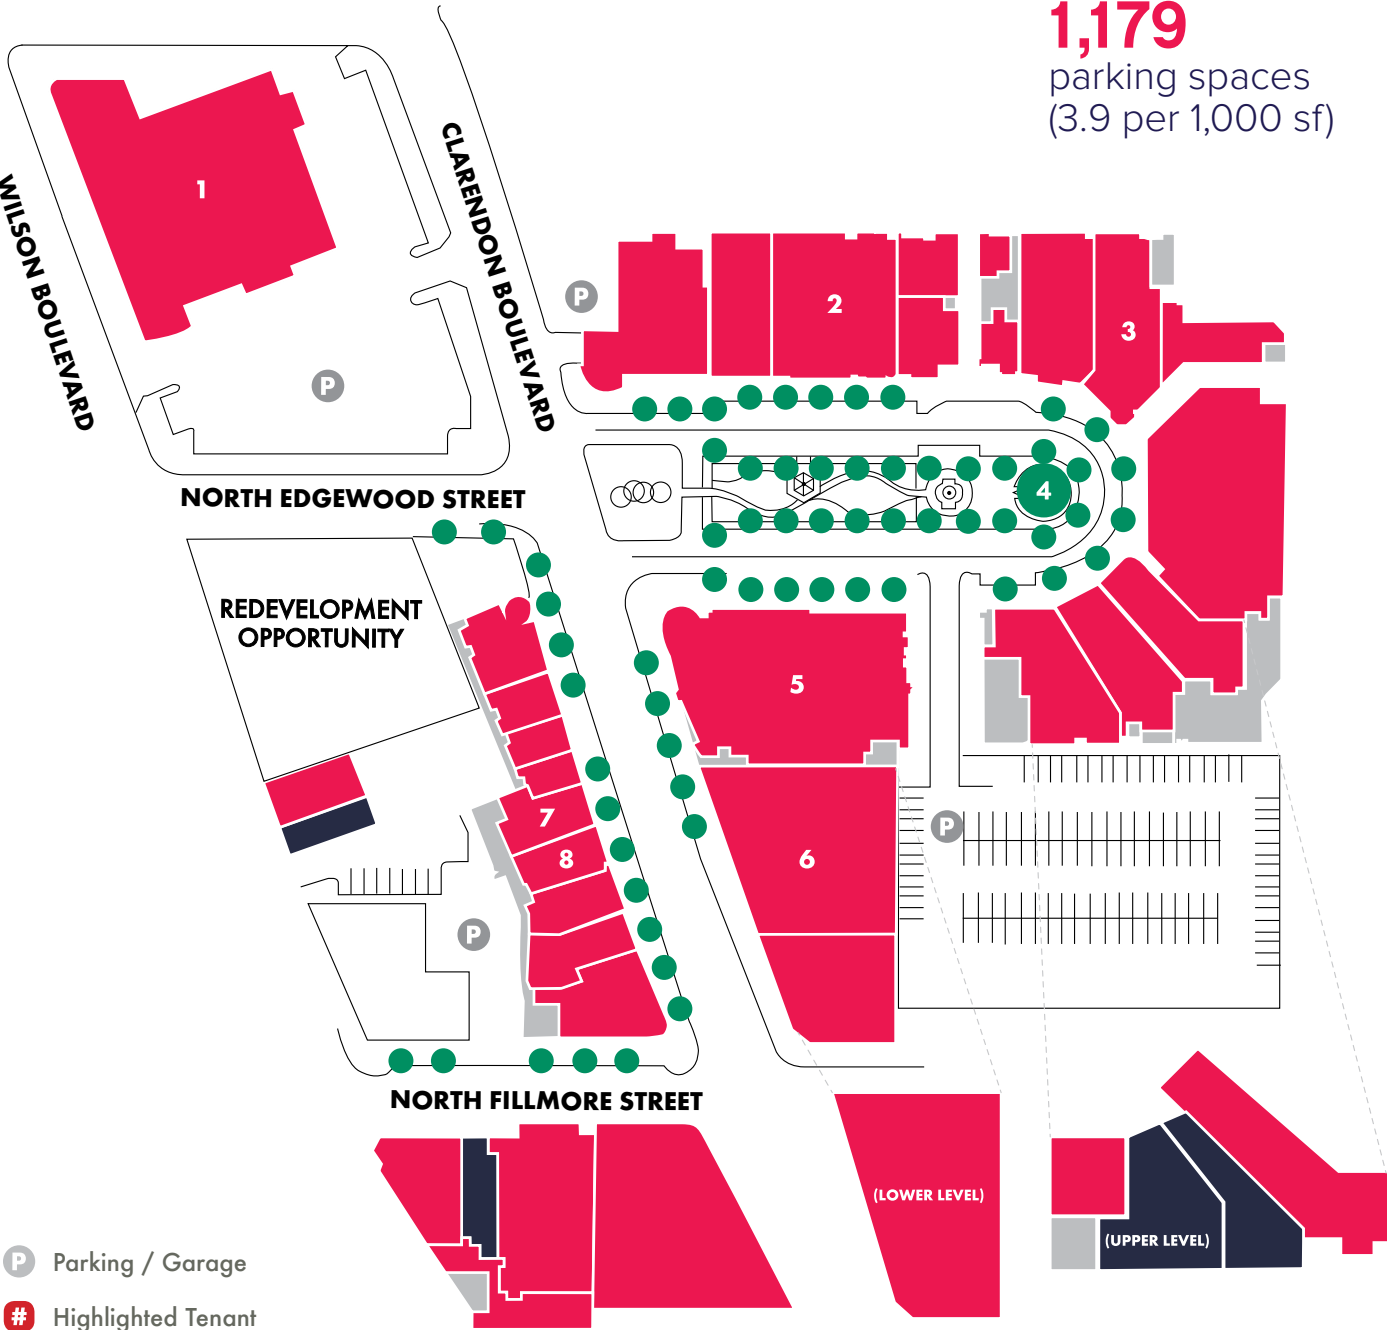 1,179
parking spaces
(3.9 per 1,000 sf)
1
WILSON BOULEVARD
CLARENDON BOULEVARD
P
P
2
3
4
NORTH EDGEWOOD STREET
REDEVELOPMENT
OPPORTUNITY
5
7
8
6
P
P
NORTH FILLMORE STREET
(LOWER LEVEL)
(UPPER LEVEL)
P Parking / Garage
# Highlighted Tenant